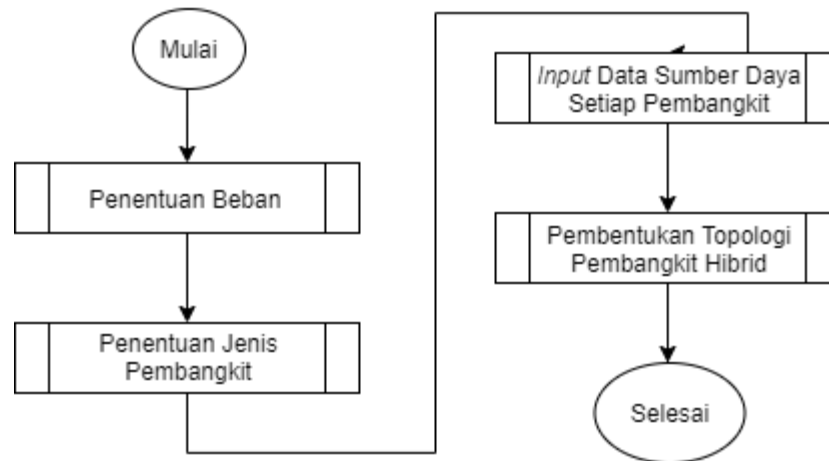 Mulai
Penentuan Beban
Penentuan Jenis
Pembangkit
Input Data Sumber Daya
Setiap Pembangkit
Pembentukan Topologi
Pembangkit Hibrid
Selesai